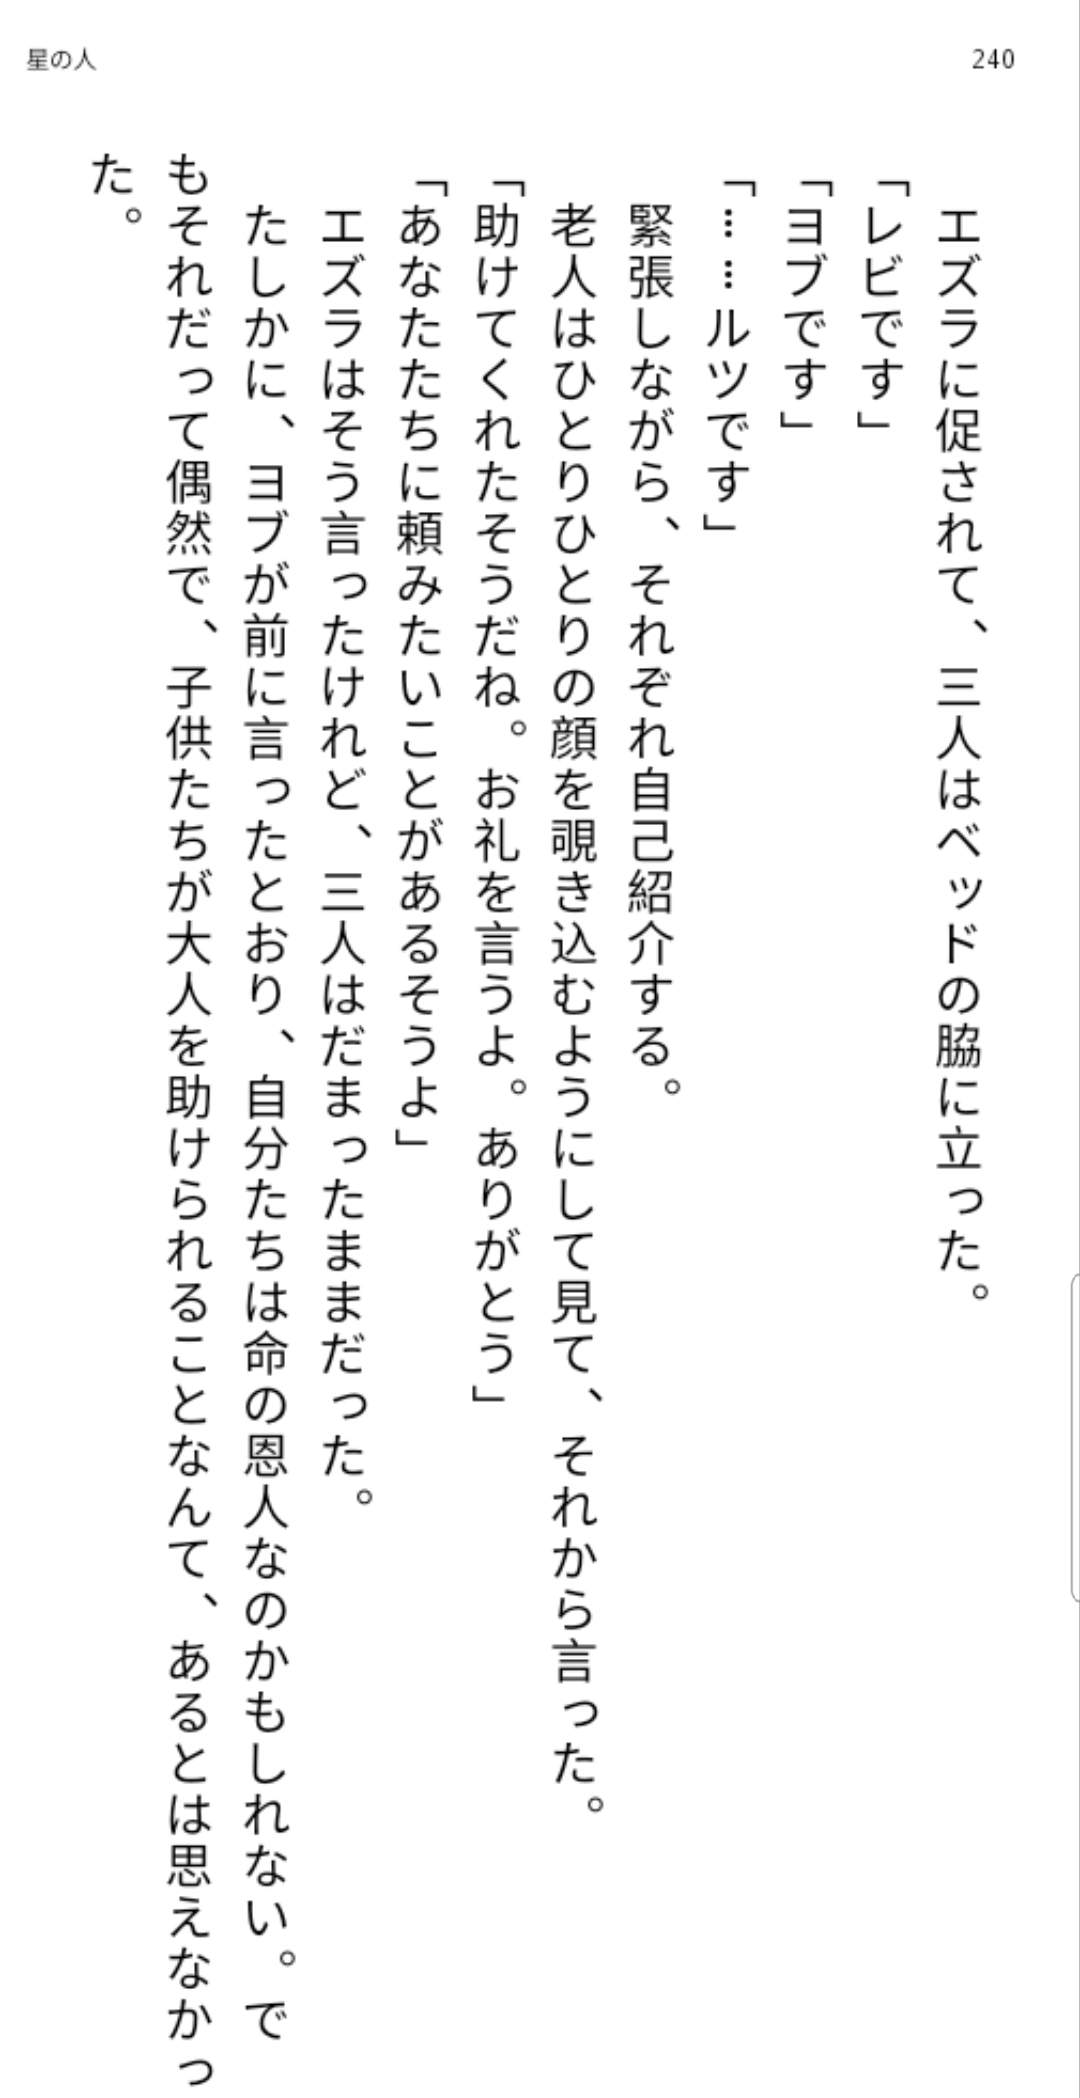 星の人
240
エズラに促されて、三人はベッドの脇に立った。
「レビです」
「ヨブです」
「……ルツです」
緊張しながら、それぞれ自己紹介する。
老人はひとりひとりの顔を覗き込むようにして見て、それから言った。
「助けてくれたそうだね。お礼を言うよ。ありがとう」
「あなたたちに頼みたいことがあるそうよ」
エズラはそう言ったけれど、三人はだまったままだった。
たしかに、ヨブが前に言ったとおり、自分たちは命の恩人なのかもしれない。で
もそれだって偶然で、子供たちが大人を助けられることなんて、あるとは思えなかっ
た。